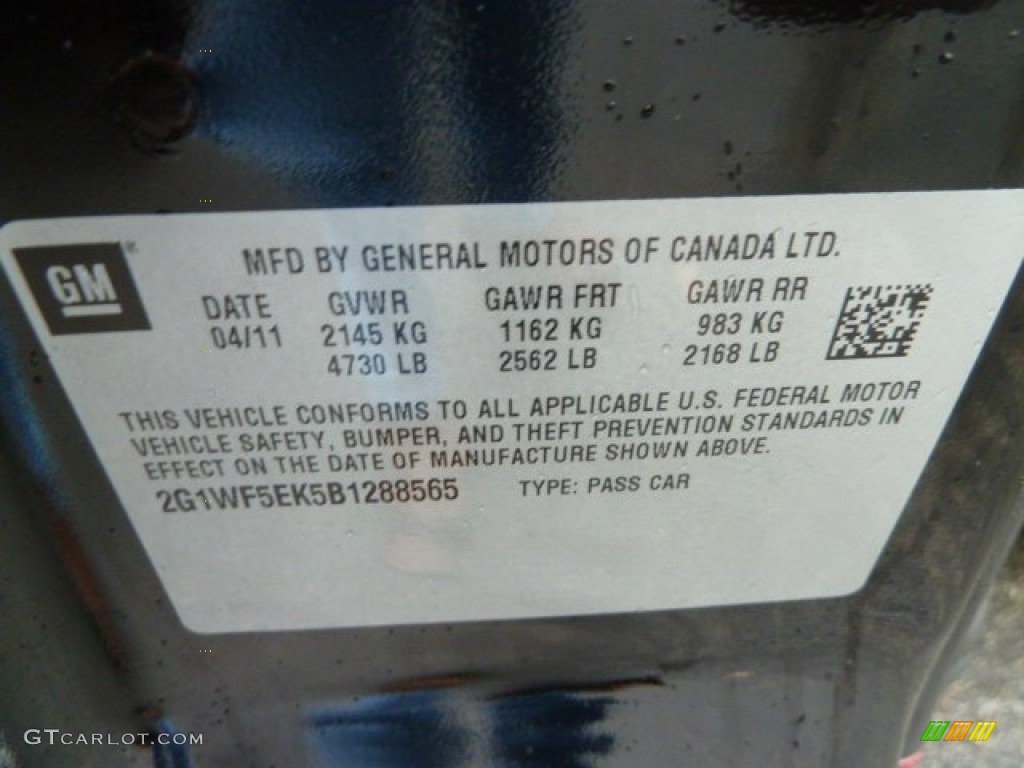 MFD BY GENERAL MOTORS OF CANADA LTD.
GM®
DATE GVWR GAWR FRT GAWR RR
04/11 2145 KG 1162 KG 983 KG
4730 LB 2562 LB 2168 LB
THIS VEHICLE CONFORMS TO ALL APPLICABLE U.S. FEDERAL MOTOR
VEHICLE SAFETY, BUMPER, AND THEFT PREVENTION STANDARDS IN
EFFECT ON THE DATE OF MANUFACTURE SHOWN ABOVE.
2G1WF5EK5B1288565 TYPE: PASS CAR
GTCARLOT.COM